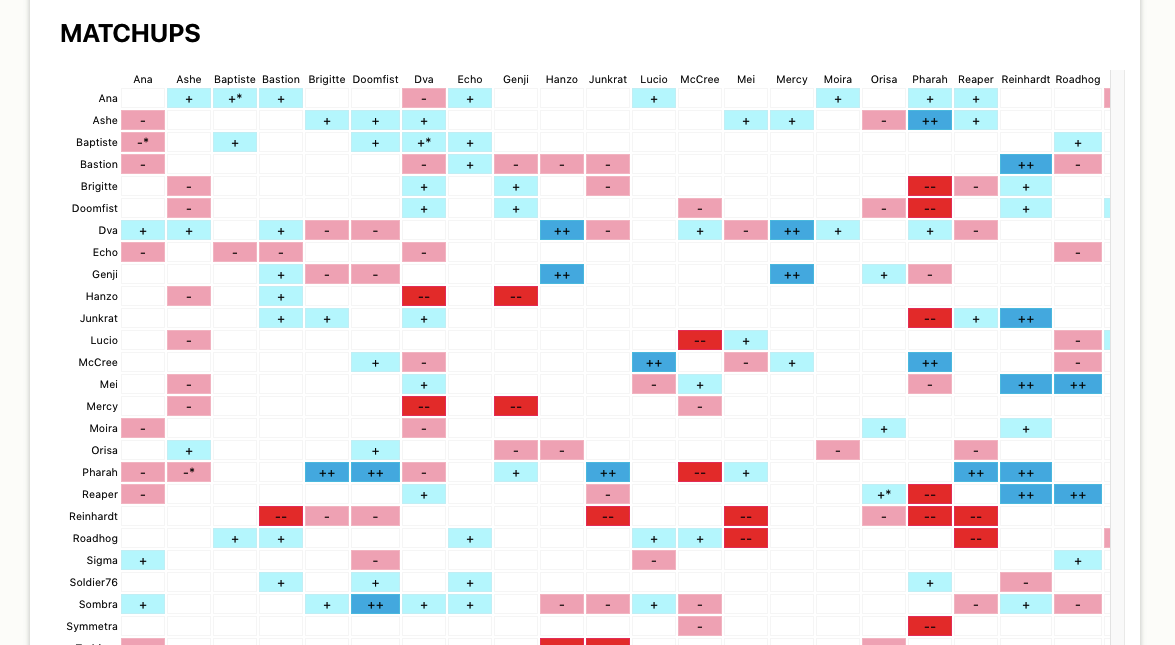 MATCHUPS
Ana Ashe Baptiste Bastion Brigitte Doomfist Dva Echo Genji Hanzo Junkrat Lucio McCree Mei Mercy Moira Orisa Pharah Reaper Reinhardt Roadhog
Ana + +* + - + + + + +
Ashe - + + + + + - ++ +
Baptiste -* + + +* + +
Bastion - - + - - - ++ -
Brigitte - + + - -- - +
Doomfist - + + - - -- +
Dva + + + - - ++ - + - ++ + + -
Echo - - - - -
Genji + - - ++ ++ + -
Hanzo - + -- --
Junkrat + + + -- + ++
Lucio - -- + -
McCree + - ++ - + ++ -
Mei - + - + - ++ ++
Mercy - -- -- -
Moira - - + +
Orisa + + - - - -
Pharah - -* ++ ++ - + ++ -- + ++ ++
Reaper - + - +* -- ++ ++
Reinhardt -- - - -- -- - -- --
Roadhog + + + + + -- --
Sigma + - - +
Soldier76 + + + + -
Sombra + + ++ + + - - + - - + -
Symmetra - --